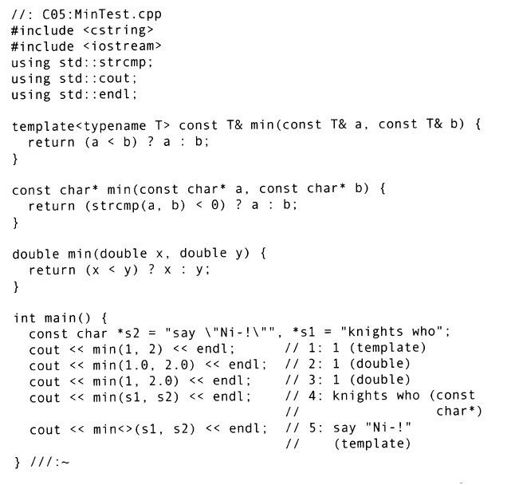 //: C05:MinTest.cpp
#include <cstring>
#include <iostream>
using std::strcmp;
using std::cout;
using std::endl;

template<typename T> const T& min(const T& a, const T& b) {
  return (a < b) ? a : b;
}

const char* min(const char* a, const char* b) {
  return (strcmp(a, b) < 0) ? a : b;
}

double min(double x, double y) {
  return (x < y) ? x : y;
}

int main() {
  const char *s2 = "say \"Ni-!\"", *s1 = "knights who";
  cout << min(1, 2) << endl;      // 1: 1 (template)
  cout << min(1.0, 2.0) << endl;  // 2: 1 (double)
  cout << min(1, 2.0) << endl;    // 3: 1 (double)
  cout << min(s1, s2) << endl;    // 4: knights who (const
                                  //                char*)
  cout << min<>(s1, s2) << endl;  // 5: say "Ni-!"
                                  //    (template)
} ///:~